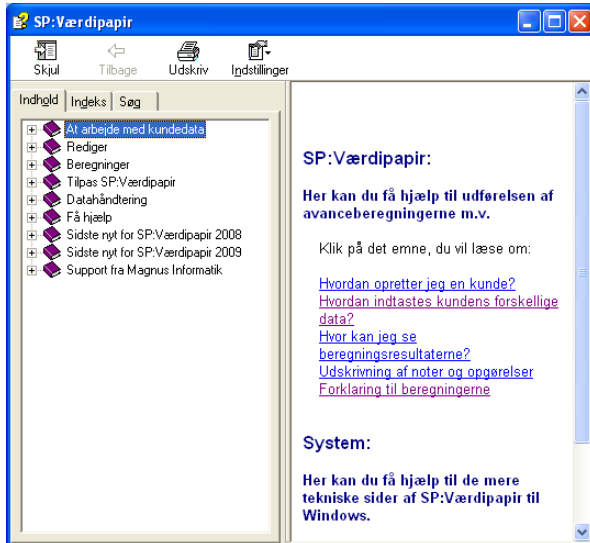 SP:Værdipapir
Skjul Tilbage Udskriv Indstillinger
Indhold Indeks Søg
At arbejde med kundedata
Rediger
Beregninger
Tilpas SP:Værdipapir
Datahåndtering
Få hjælp
Sidste nyt for SP:Værdipapir 2008
Sidste nyt for SP:Værdipapir 2009
Support fra Magnus Informatik
SP:Værdipapir:
Her kan du få hjælp til udførelsen af
avanceberegningerne m.v.
Klik på det emne, du vil læse om:
Hvordan opretter jeg en kunde?
Hvordan indtastes kundens forskellige
data?
Hvor kan jeg se
beregningsresultaterne?
Udskrivning af noter og opgørelser
Forklaring til beregningerne
System:
Her kan du få hjælp til de mere
tekniske sider af SP:Værdipapir til
Windows.